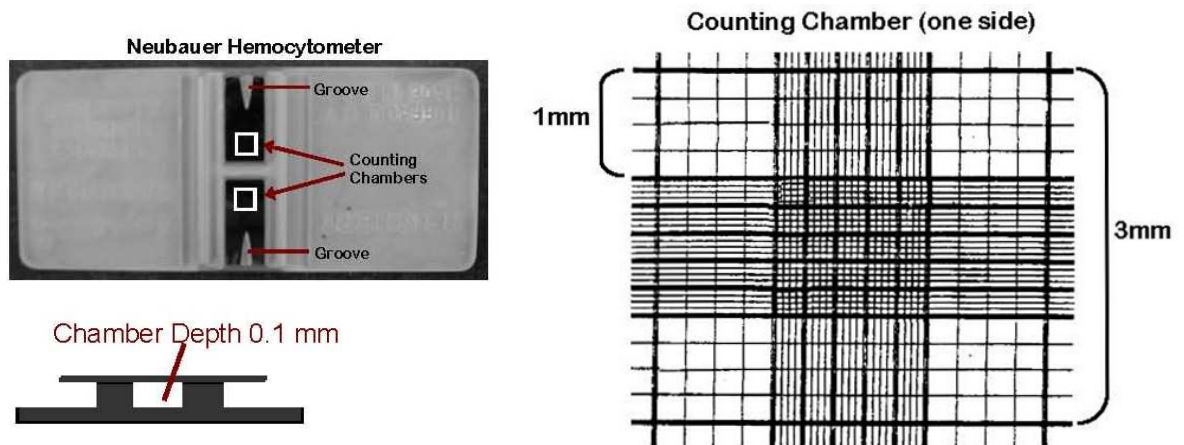 Neubauer Hemocytometer
Groove
Counting
Chambers
Groove
Chamber Depth 0.1 mm
Counting Chamber (one side)
1mm
3mm